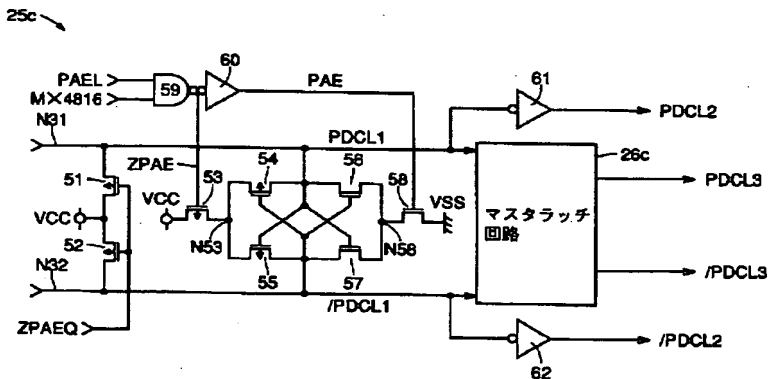 25c
PAEL
MX4816
59
60
PAE
61
PDCL2
N31
PDCL1
26c
ZPAE
51
53
54
58
58
VCC
VCC
VSS
PDCL3
マスタラッチ
回路
52
N53
N58
55
57
N32
/PDCL1
/PDCL3
ZPAEQ
62
/PDCL2